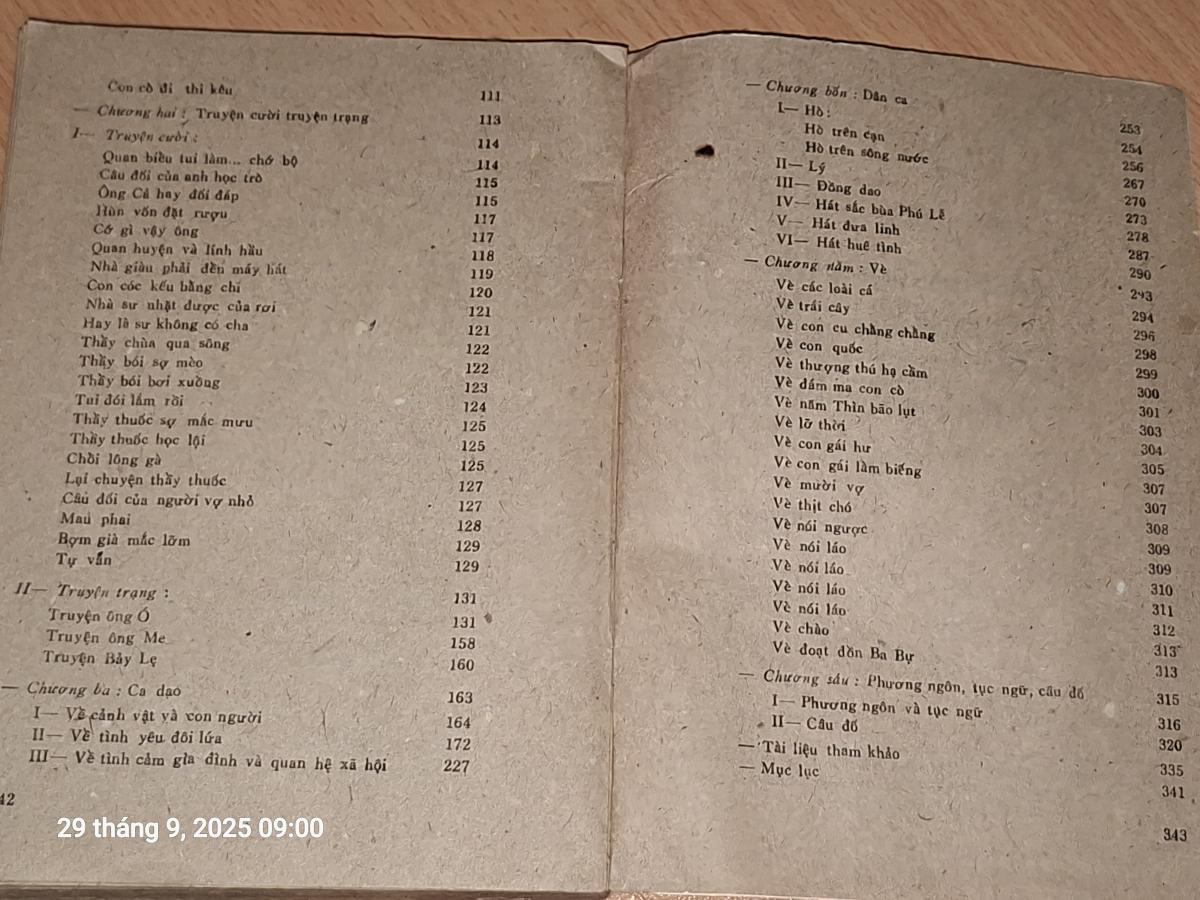 Con cò đi thi kêu 111
— Chương hai : Truyện cười truyện trạng 113
I— Truyện cười : 114
Quan biểu tui làm... chớ bộ 114
Câu đối của anh học trò 115
Ông Cả hay đối đáp 115
Hùn vốn đặt rượu 117
Cớ gì vậy ông 117
Quan huyện và lính hầu 118
Nhà giàu phải đền máy hát 119
Con cóc kếu bằng chi 120
Nhà sư nhặt được của rơi 121
Hay là sư không có cha 121
Thầy chùa qua sông 122
Thầy bói sợ mèo 122
Thầy bói bơi xuồng 123
Tui đói lắm rồi 124
Thầy thuốc sợ mắc mưu 125
Thầy thuốc học lội 125
Chồi lông gà 125
Lại chuyện thầy thuốc 127
Câu đối của người vợ nhỏ 127
Mau phai 128
Bợm già mắc lỡm 129
Tự vẫn 129
II— Truyện trạng : 131
Truyện ông Ó 131
Truyện ông Me 158
Truyện Bảy Lẹ 160
— Chương ba : Ca dao 163
I— Về cảnh vật và con người 164
II— Về tình yêu đôi lứa 172
III— Về tình cảm gia đình và quan hệ xã hội 227
42
— Chương bốn : Dân ca 253
I— Hò : 254
Hò trên cạn 256
Hò trên sông nước 267
II— Lý 270
III— Đồng dao 273
IV— Hát sắc bùa Phú Lễ 278
V— Hát đưa linh 287
VI— Hát huê tình 290
— Chương năm : Vè 293
Vè các loài cá 294
Vè trái cây 296
Vè con cu chằng chằng 298
Vè con quốc 299
Vè thượng thú hạ cầm 300
Vè đám ma con cò 301
Vè năm Thìn bão lụt 303
Vè lỡ thời 304
Vè con gái hư 305
Vè con gái làm biếng 307
Vè mười vợ 307
Vè thịt chó 308
Vè nói ngược 309
Vè nói láo 309
Vè nói láo 310
Vè nói láo 311
Vè nói láo 312
Vè chào 313
Vè đoạt đồn Ba Bự 313
— Chương sáu : Phương ngôn, tục ngữ, câu đố 315
I— Phương ngôn và tục ngữ 316
II— Câu đố 320
— Tài liệu tham khảo 335
— Mục lục 341
343
29 tháng 9, 2025 09:00